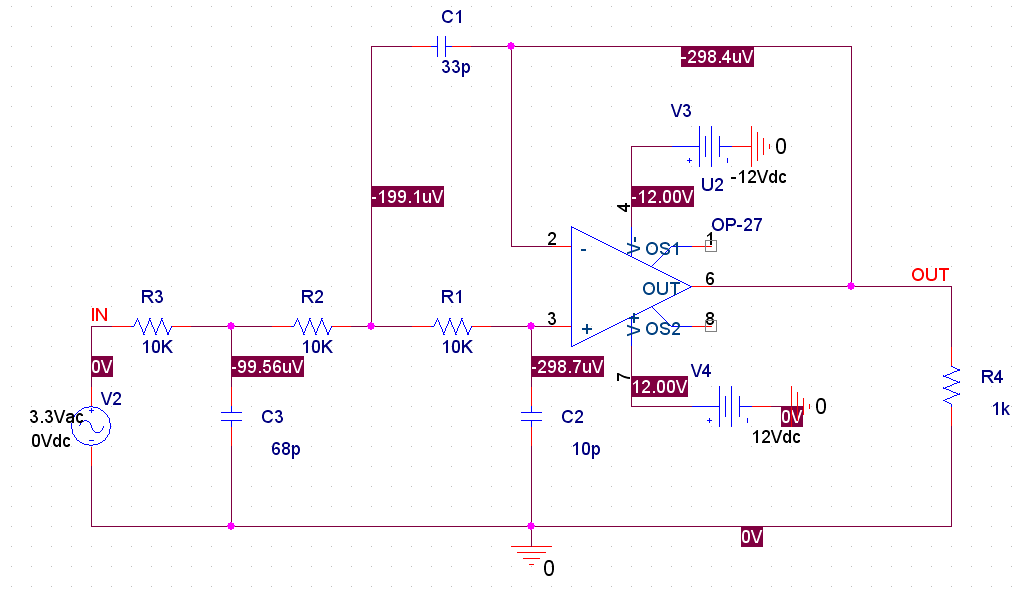 C1
33p
-298.4uV
V3
0
-12Vdc
U2
-199.1uV
-12.00V
4
OP-27
2
-
V-
OS1
1
OUT
6
OUT
IN
R3
10K
R2
10K
R1
10K
3
+
V+
OS2
8
0V
-99.56uV
-298.7uV
7
12.00V
V4
0
0V
12Vdc
R4
1k
V2
3.3Vac
0Vdc
+
-
C3
68p
C2
10p
0V
0